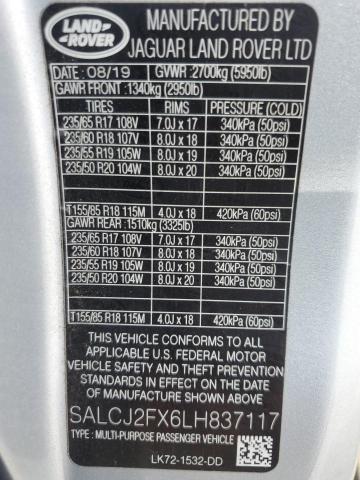 LAND
ROVER
MANUFACTURED BY
JAGUAR LAND ROVER LTD
DATE : 08/19 GVWR :2700kg (5950lb)
GAWR FRONT :1340kg (2950lb)
TIRES RIMS PRESSURE (COLD)
235/65 R17 108V 7.0J x 17 340kPa (50psi)
235/60 R18 107V 8.0J x 18 340kPa (50psi)
235/55 R19 105W 8.0J x 19 340kPa (50psi)
235/50 R20 104W 8.0J x 20 340kPa (50psi)
T155/85 R18 115M 4.0J x 18 420kPa (60psi)
GAWR REAR :1510kg (3325lb)
235/65 R17 108V 7.0J x 17 340kPa (50psi)
235/60 R18 107V 8.0J x 18 340kPa (50psi)
235/55 R19 105W 8.0J x 19 340kPa (50psi)
235/50 R20 104W 8.0J x 20 340kPa (50psi)
T155/85 R18 115M 4.0J x 18 420kPa (60psi)
THIS VEHICLE CONFORMS TO ALL
APPLICABLE U.S. FEDERAL MOTOR
VEHICLE SAFETY AND THEFT PREVENTION
STANDARDS IN EFFECT ON THE DATE
OF MANUFACTURE SHOWN ABOVE.
SALCJ2FX6LH837117
TYPE: MULTI-PURPOSE PASSENGER VEHICLE
LK72-1532-DD